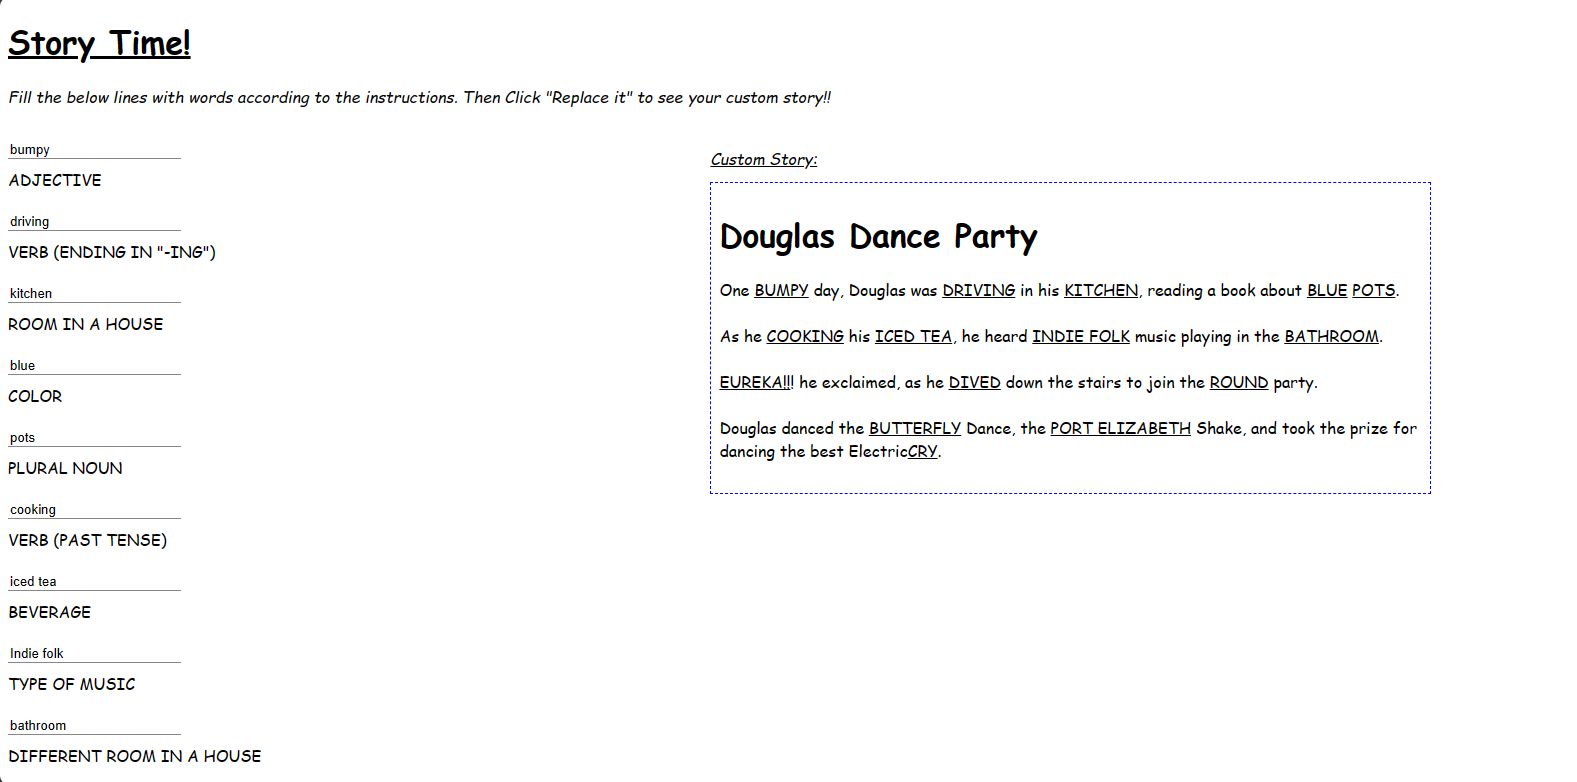 Story Time!
Fill the below lines with words according to the instructions. Then Click "Replace it" to see your custom story!!
bumpy
ADJECTIVE
driving
VERB (ENDING IN "-ING")
kitchen
ROOM IN A HOUSE
blue
COLOR
pots
PLURAL NOUN
cooking
VERB (PAST TENSE)
iced tea
BEVERAGE
Indie folk
TYPE OF MUSIC
bathroom
DIFFERENT ROOM IN A HOUSE
Custom Story:
Douglas Dance Party
One BUMPY day, Douglas was DRIVING in his KITCHEN, reading a book about BLUE POTS.
As he COOKING his ICED TEA, he heard INDIE FOLK music playing in the BATHROOM.
EUREKA!!! he exclaimed, as he DIVED down the stairs to join the ROUND party.
Douglas danced the BUTTERFLY Dance, the PORT ELIZABETH Shake, and took the prize for
dancing the best ElectricCRY.